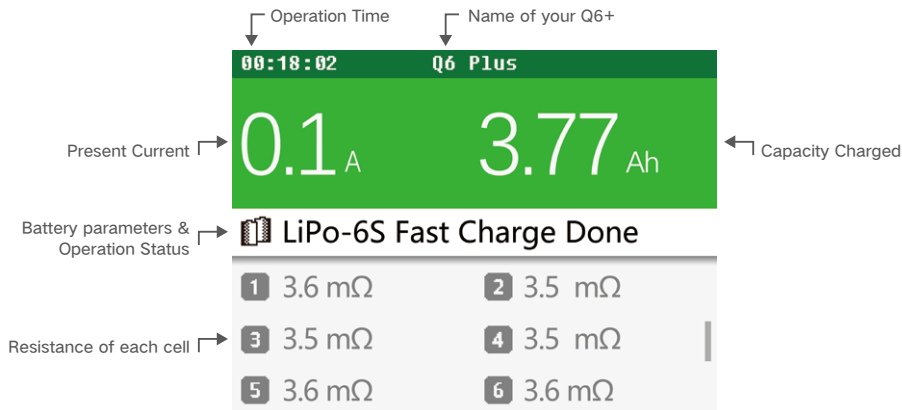 Operation Time
Name of your Q6+
00:18:02 Q6 Plus
Present Current
0.1 A 3.77 Ah
Capacity Charged
Battery parameters &
Operation Status
LiPo-6S Fast Charge Done
1 3.6 mΩ 2 3.5 mΩ
Resistance of each cell
3 3.5 mΩ 4 3.5 mΩ
5 3.6 mΩ 6 3.6 mΩ